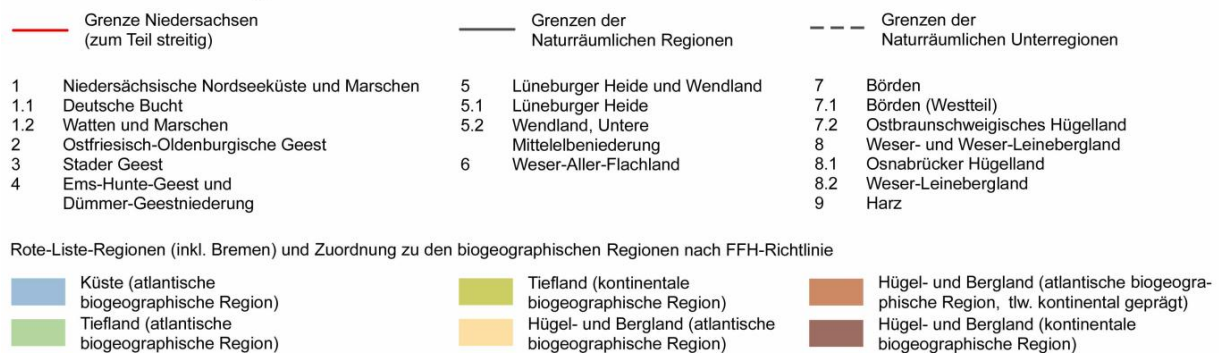 Grenze Niedersachsen
(zum Teil streitig)
Grenzen der
Naturräumlichen Regionen
Grenzen der
Naturräumlichen Unterregionen
1 Niedersächsische Nordseeküste und Marschen
1.1 Deutsche Bucht
1.2 Watten und Marschen
2 Ostfriesisch-Oldenburgische Geest
3 Stader Geest
4 Ems-Hunte-Geest und
Dümmer-Geestniederung
5 Lüneburger Heide und Wendland
5.1 Lüneburger Heide
5.2 Wendland, Untere
Mittelelbeniederung
6 Weser-Aller-Flachland
7 Börden
7.1 Börden (Westteil)
7.2 Ostbraunschweigisches Hügelland
8 Weser- und Weser-Leinebergland
8.1 Osnabrücker Hügelland
8.2 Weser-Leinebergland
9 Harz
Rote-Liste-Regionen (inkl. Bremen) und Zuordnung zu den biogeographischen Regionen nach FFH-Richtlinie
Küste (atlantische
biogeographische Region)
Tiefland (atlantische
biogeographische Region)
Tiefland (kontinentale
biogeographische Region)
Hügel- und Bergland (atlantische
biogeographische Region)
Hügel- und Bergland (atlantische biogeogra-
phische Region, tlw. kontinental geprägt)
Hügel- und Bergland (kontinentale
biogeographische Region)